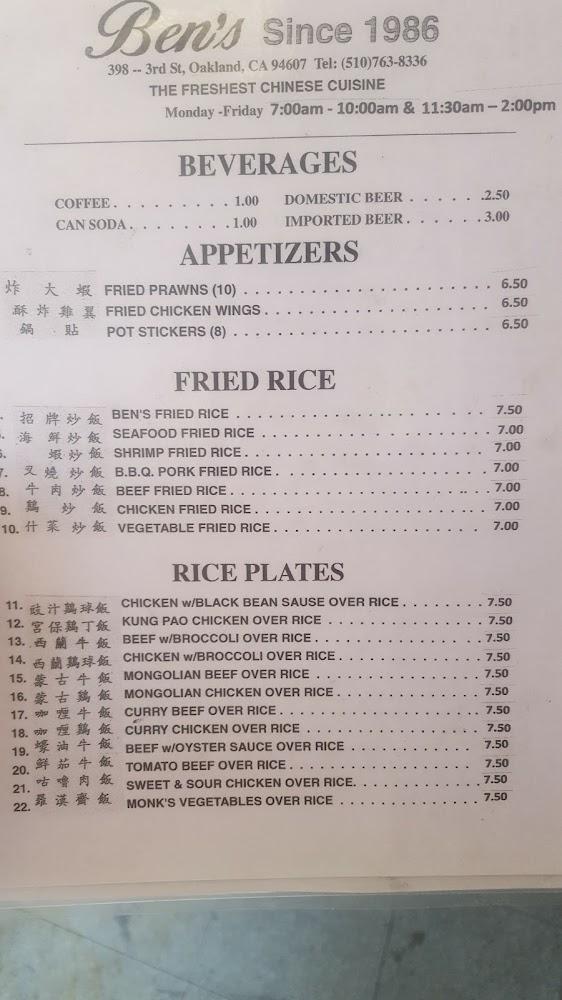 Ben's Since 1986
398 -- 3rd St, Oakland, CA 94607 Tel: (510)763-8336
THE FRESHEST CHINESE CUISINE
Monday -Friday 7:00am - 10:00am & 11:30am – 2:00pm
BEVERAGES
COFFEE . . . . . . . . . . 1.00 DOMESTIC BEER . . . . . . .2.50
CAN SODA . . . . . . . . 1.00 IMPORTED BEER . . . . . . 3.00
APPETIZERS
炸大蝦 FRIED PRAWNS (10) . . . . . . . . . . . . . . . . . . . . 6.50
酥炸雞翼 FRIED CHICKEN WINGS . . . . . . . . . . . . . . . . . . 6.50
鍋貼 POT STICKERS (8) . . . . . . . . . . . . . . . . . . . . . 6.50
FRIED RICE
招牌炒飯 BEN'S FRIED RICE . . . . . . . . . . . . . . . . . . . . 7.50
海鮮炒飯 SEAFOOD FRIED RICE . . . . . . . . . . . . . . . . . . 7.00
蝦炒飯 SHRIMP FRIED RICE . . . . . . . . . . . . . . . . . . . 7.00
7. 叉燒炒飯 B.B.Q. PORK FRIED RICE . . . . . . . . . . . . . . . . 7.00
8. 牛肉炒飯 BEEF FRIED RICE . . . . . . . . . . . . . . . . . . . . 7.00
9. 鷄炒飯 CHICKEN FRIED RICE . . . . . . . . . . . . . . . . . . 7.00
10. 什菜炒飯 VEGETABLE FRIED RICE . . . . . . . . . . . . . . . . 7.00
RICE PLATES
11. 豉汁鷄球飯 CHICKEN w/BLACK BEAN SAUSE OVER RICE . . . . . . . 7.50
12. 宮保鷄丁飯 KUNG PAO CHICKEN OVER RICE . . . . . . . . . . . . . 7.50
13. 西蘭牛飯 BEEF w/BROCCOLI OVER RICE . . . . . . . . . . . . . . 7.50
14. 西蘭鷄球飯 CHICKEN w/BROCCOLI OVER RICE . . . . . . . . . . . . 7.50
15. 蒙古牛飯 MONGOLIAN BEEF OVER RICE . . . . . . . . . . . . . . 7.50
16. 蒙古鷄飯 MONGOLIAN CHICKEN OVER RICE . . . . . . . . . . . . 7.50
17. 咖喱牛飯 CURRY BEEF OVER RICE . . . . . . . . . . . . . . . . . 7.50
18. 咖喱鷄飯 CURRY CHICKEN OVER RICE . . . . . . . . . . . . . . . 7.50
19. 蠔油牛飯 BEEF w/OYSTER SAUCE OVER RICE . . . . . . . . . . . 7.50
20. 鮮茄牛飯 TOMATO BEEF OVER RICE . . . . . . . . . . . . . . . . 7.50
21. 咕嚕肉飯 SWEET & SOUR CHICKEN OVER RICE. . . . . . . . . . . 7.50
22. 羅漢齋飯 MONK'S VEGETABLES OVER RICE . . . . . . . . . . . . 7.50